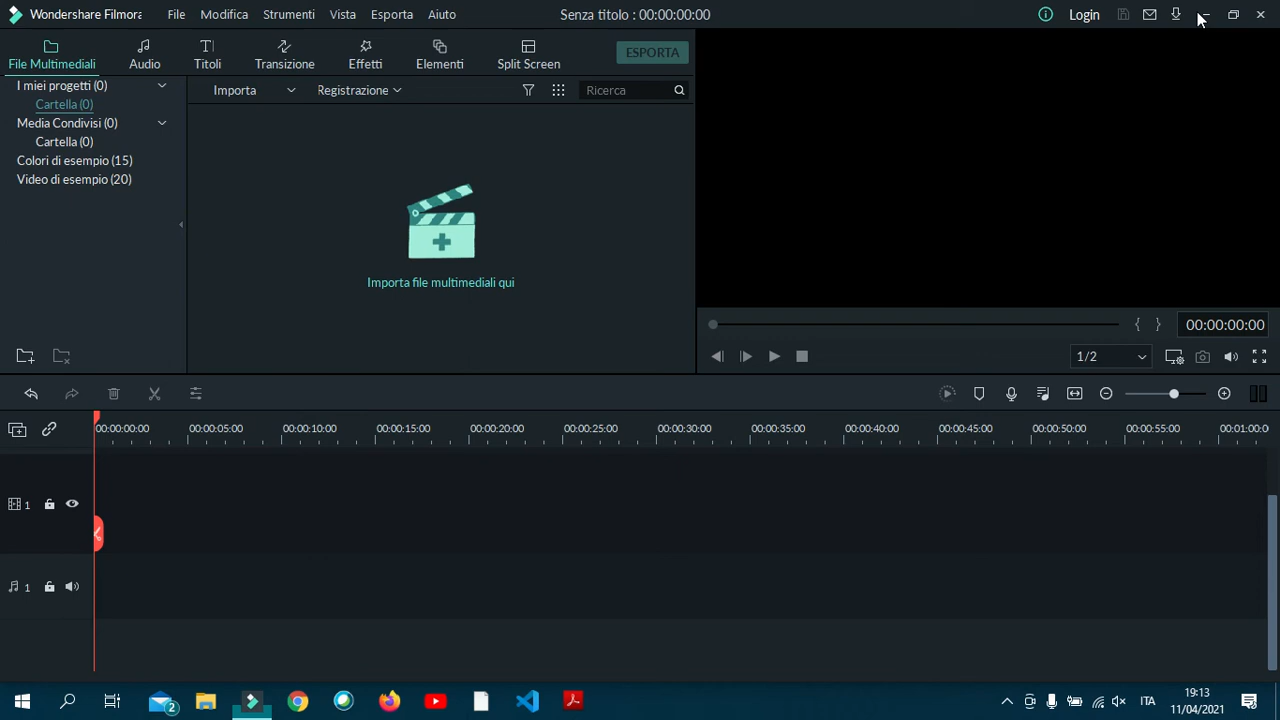 Wondershare Filmora
File Modifica Strumenti Vista Esporta Aiuto
Senza titolo : 00:00:00:00
Login
File Multimediali Audio Titoli Transizione Effetti Elementi Split Screen
ESPORTA
I miei progetti (0)
Cartella (0)
Media Condivisi (0)
Cartella (0)
Colori di esempio (15)
Video di esempio (20)
Importa Registrazione Ricerca
Importa file multimediali qui
{ } 00:00:00:00
1/2
00:00:00:00 00:00:05:00 00:00:10:00 00:00:15:00 00:00:20:00 00:00:25:00 00:00:30:00 00:00:35:00 00:00:40:00 00:00:45:00 00:00:50:00 00:00:55:00 00:01:00:0
1
1
2
ITA
19:13
11/04/2021